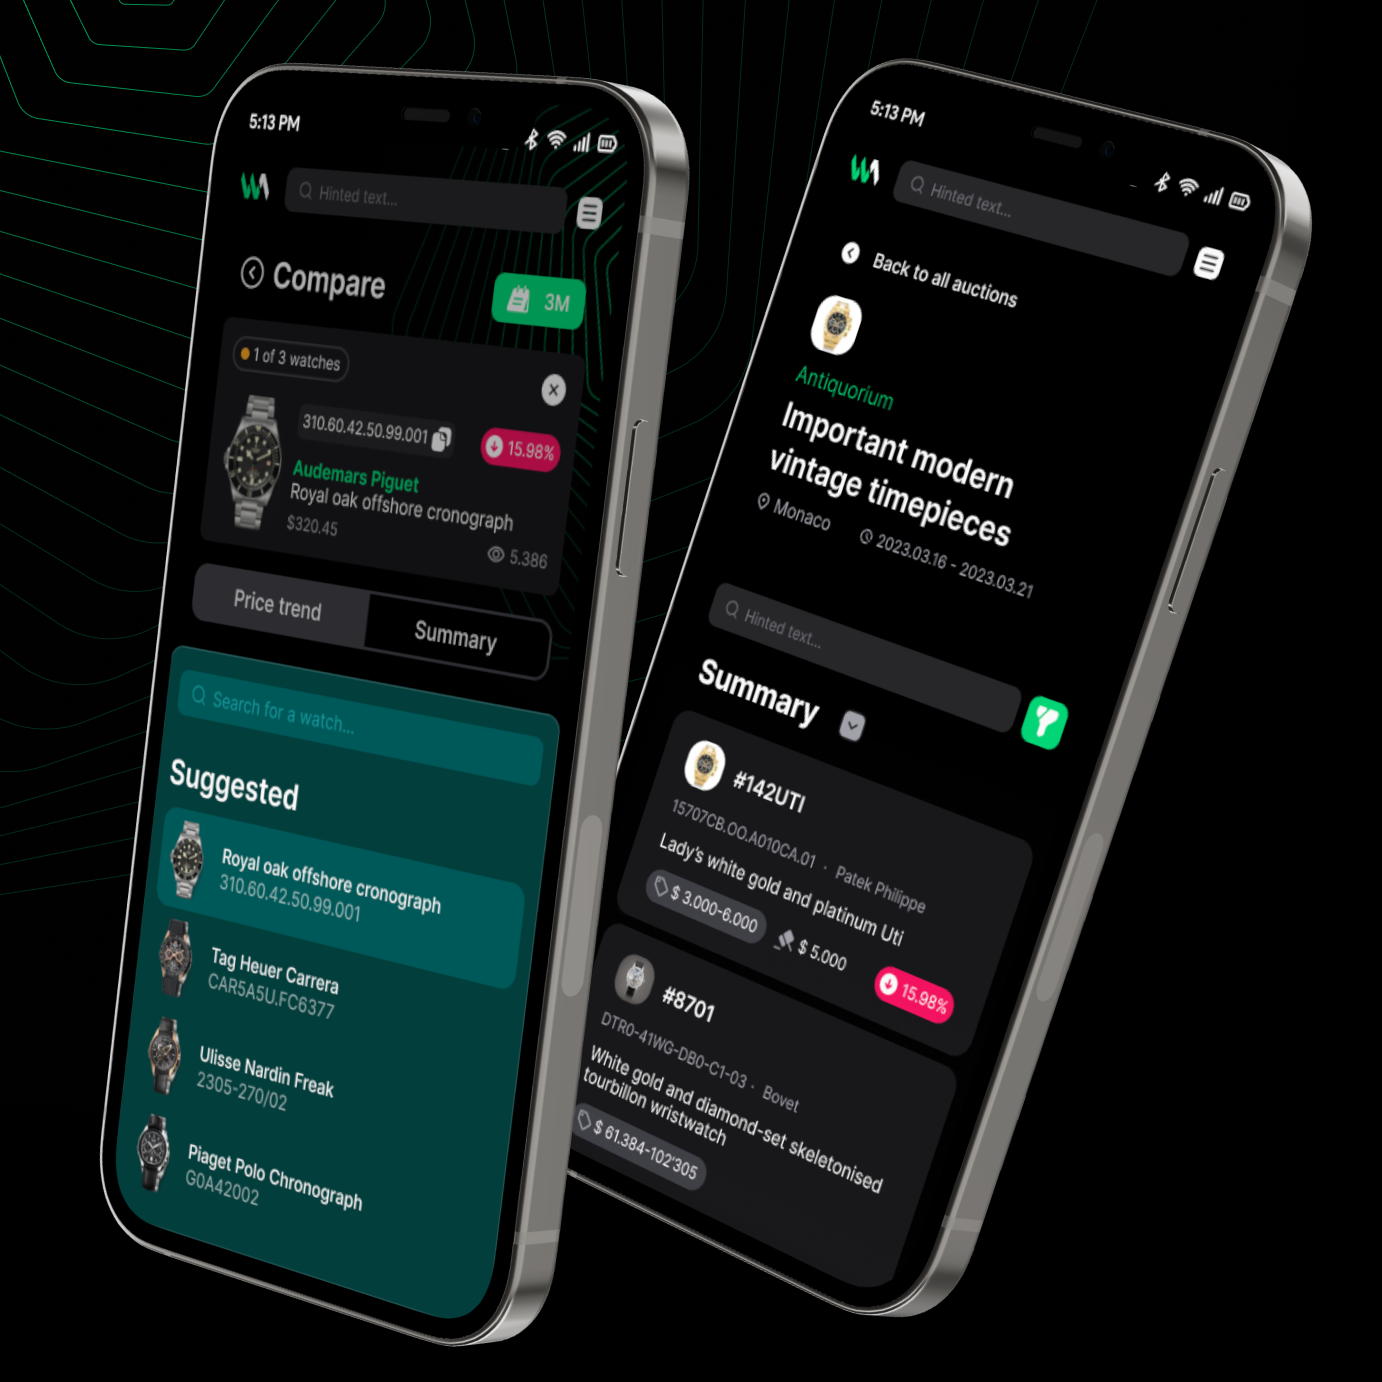 5:13 PM
Hinted text...
Compare
3M
1 of 3 watches
310.60.42.50.99.001
15.98%
Audemars Piguet
Royal oak offshore cronograph
$320.45
5.386
Price trend
Summary
Search for a watch...
Suggested
Royal oak offshore cronograph
310.60.42.50.99.001
Tag Heuer Carrera
CAR5A5U.FC6377
Ulisse Nardin Freak
2305-270/02
Piaget Polo Chronograph
G0A42002
5:13 PM
Hinted text...
Back to all auctions
Antiquorium
Important modern
vintage timepieces
Monaco
2023.03.16 - 2023.03.21
Hinted text...
Summary
#142UTI
15707CB.OO.A010CA.01 · Patek Philippe
Lady's white gold and platinum Uti
$ 3.000-6.000
$ 5.000
15.98%
#8701
DTR0-41WG-DB0-C1-03 · Bovet
White gold and diamond-set skeletonised
tourbillon wristwatch
$ 61.384-102'305